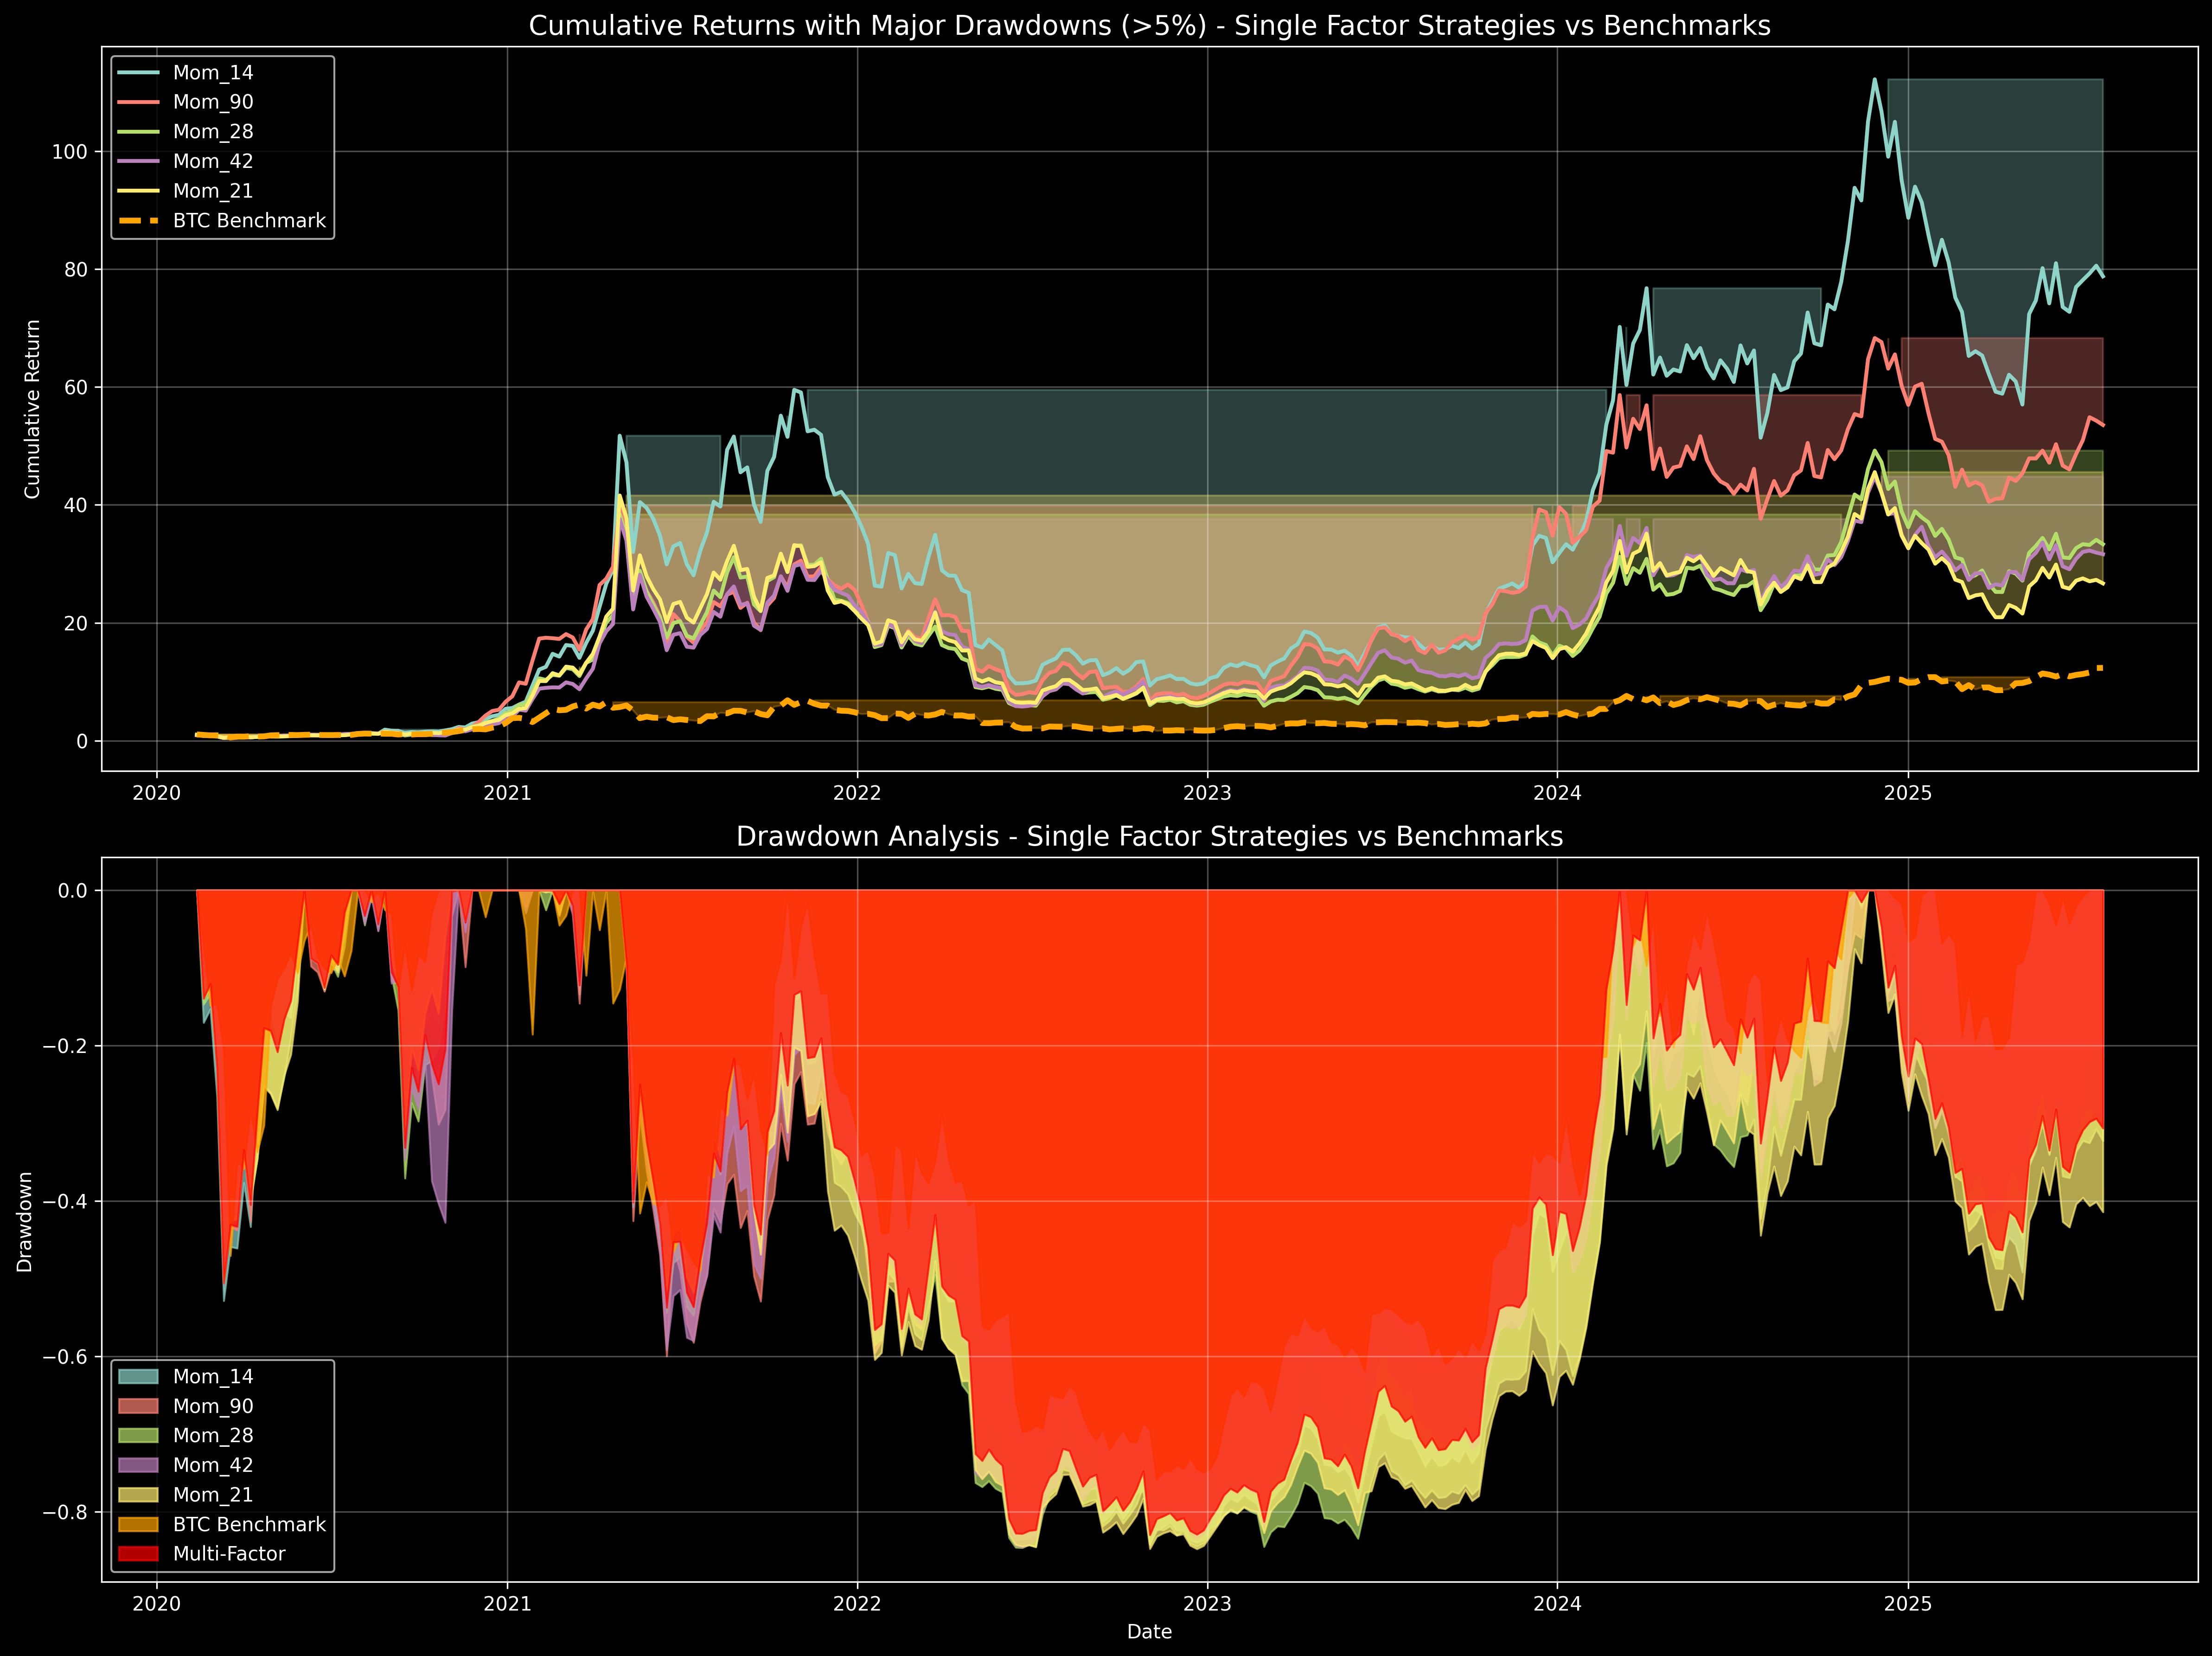 Cumulative Returns with Major Drawdowns (>5%) - Single Factor Strategies vs Benchmarks
Mom_14
Mom_90
Mom_28
Mom_42
Mom_21
BTC Benchmark
Cumulative Return
100
80
60
40
20
0
2020
2021
2022
2023
2024
2025
Drawdown Analysis - Single Factor Strategies vs Benchmarks
Drawdown
0.0
−0.2
−0.4
−0.6
−0.8
Mom_14
Mom_90
Mom_28
Mom_42
Mom_21
BTC Benchmark
Multi-Factor
2020
2021
2022
2023
2024
2025
Date